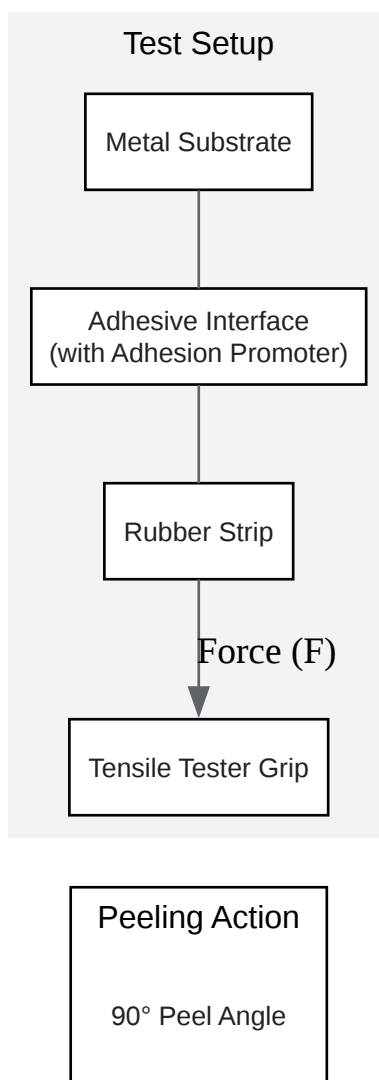 Test Setup
Metal Substrate
Adhesive Interface
(with Adhesion Promoter)
Rubber Strip
Force (F)
Tensile Tester Grip
Peeling Action
90° Peel Angle